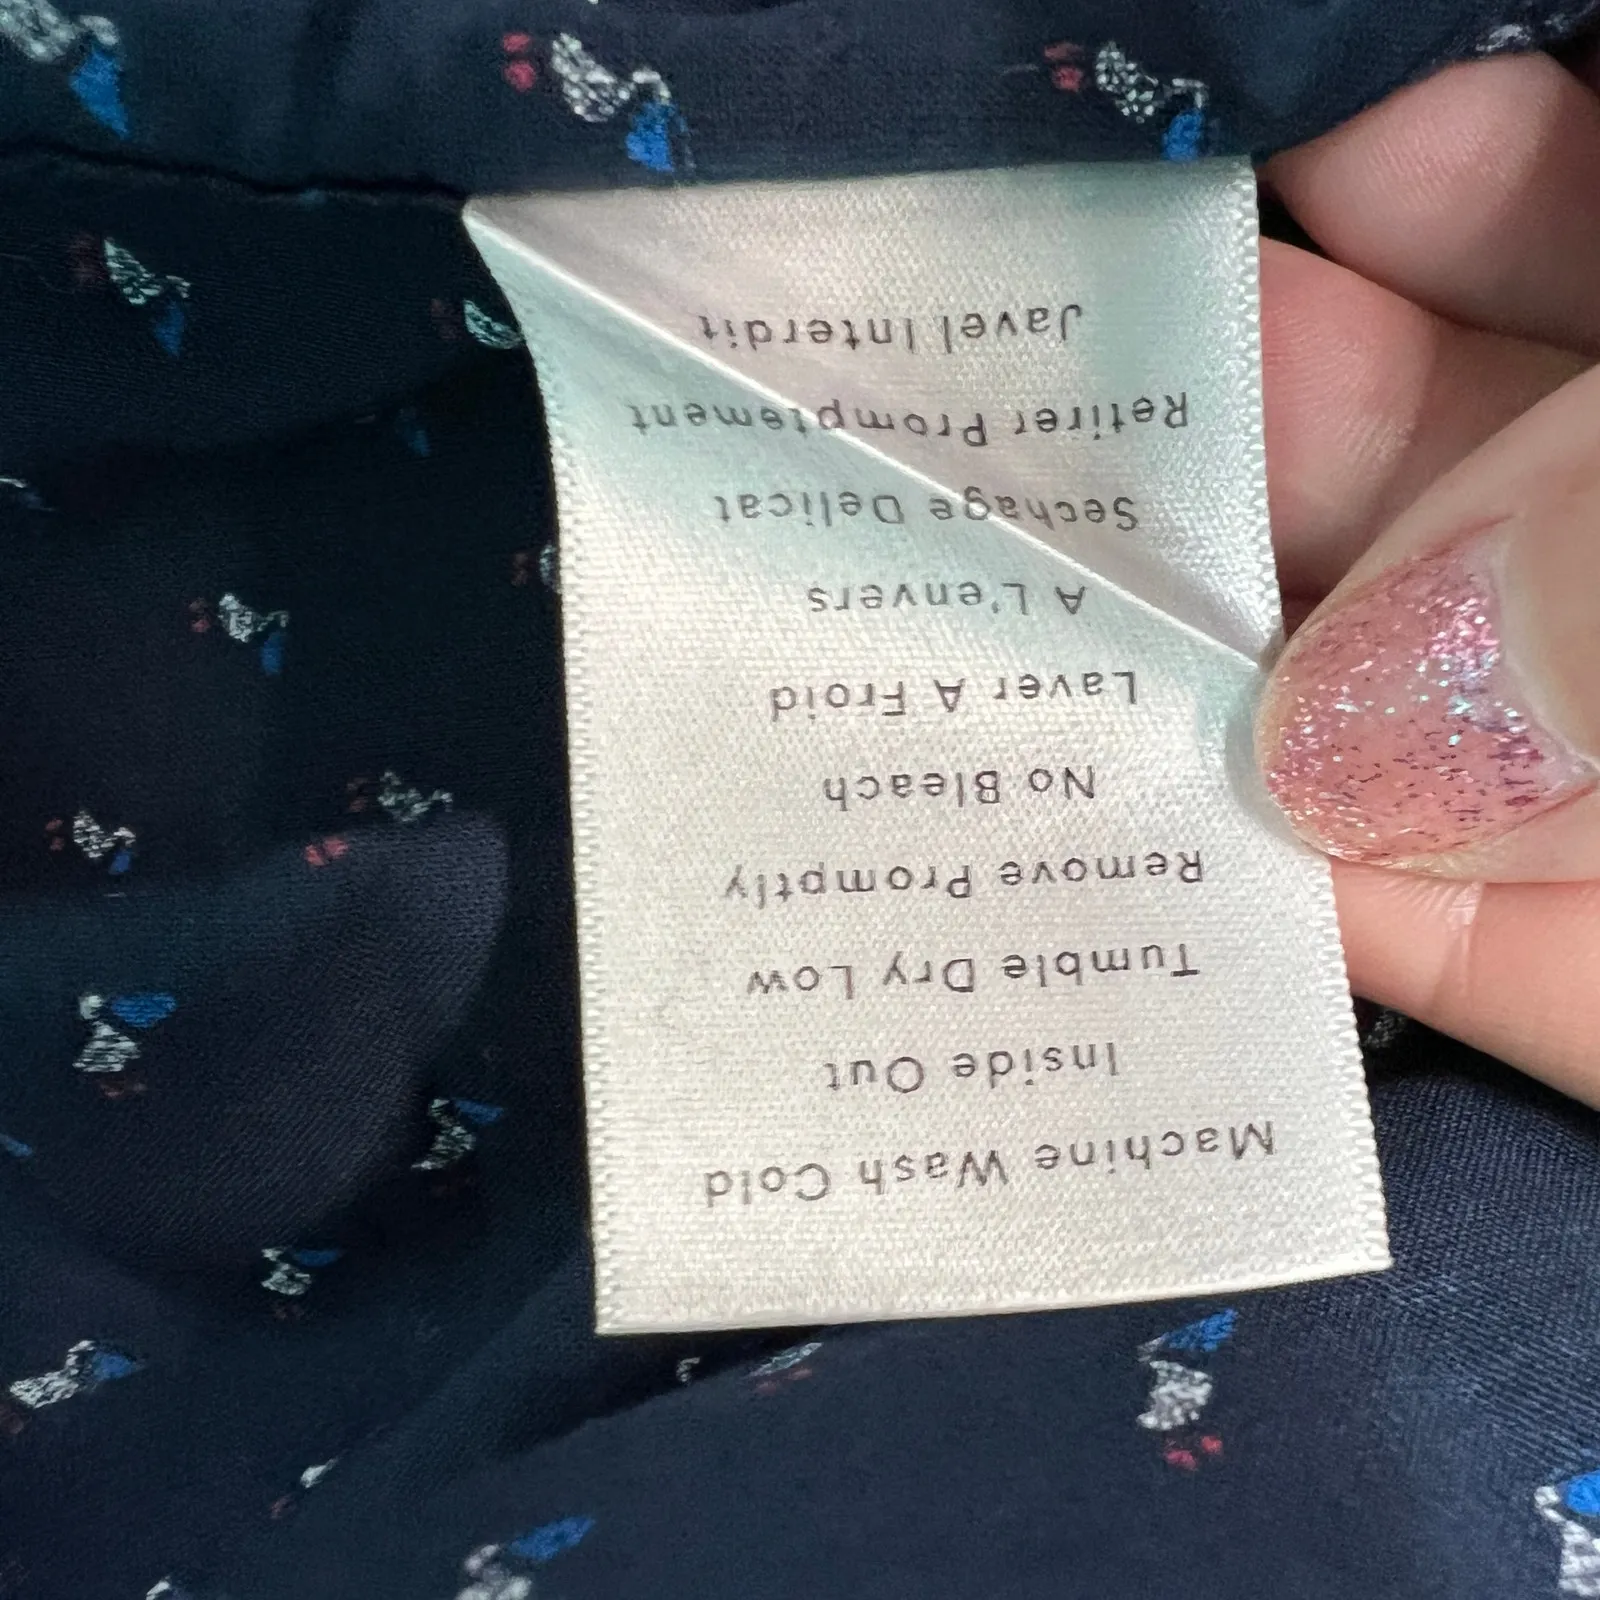 Machine Wash Cold
Inside Out
Tumble Dry Low
Remove Promptly
No Bleach
Laver A Froid
A L'envers
Sechage Delicat
Retirer Promptement
Javel Interdit